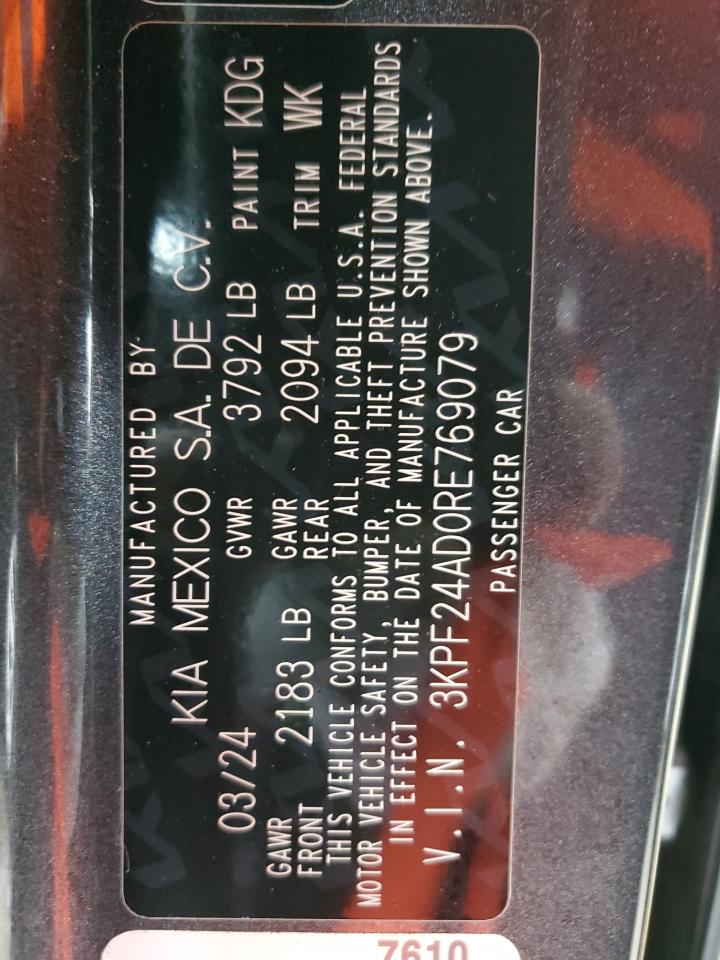 MANUFACTURED BY
KIA MEXICO S.A. DE C.V.
03/24 GVWR 3792 LB PAINT KDG
GAWR FRONT 2183 LB GAWR REAR 2094 LB TRIM WK
THIS VEHICLE CONFORMS TO ALL APPLICABLE U.S.A. FEDERAL
MOTOR VEHICLE SAFETY, BUMPER, AND THEFT PREVENTION STANDARDS
IN EFFECT ON THE DATE OF MANUFACTURE SHOWN ABOVE.
V.I.N. 3KPF24AD0RE769079
PASSENGER CAR
7610